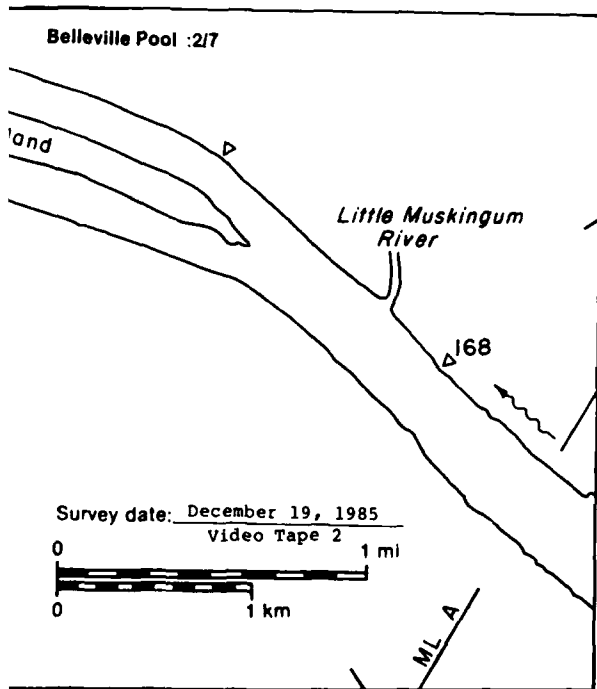 Belleville Pool :2/7
land
Little Muskingum
River
168
Survey date: December 19, 1985
Video Tape 2
0 1 mi
0 1 km
ML A